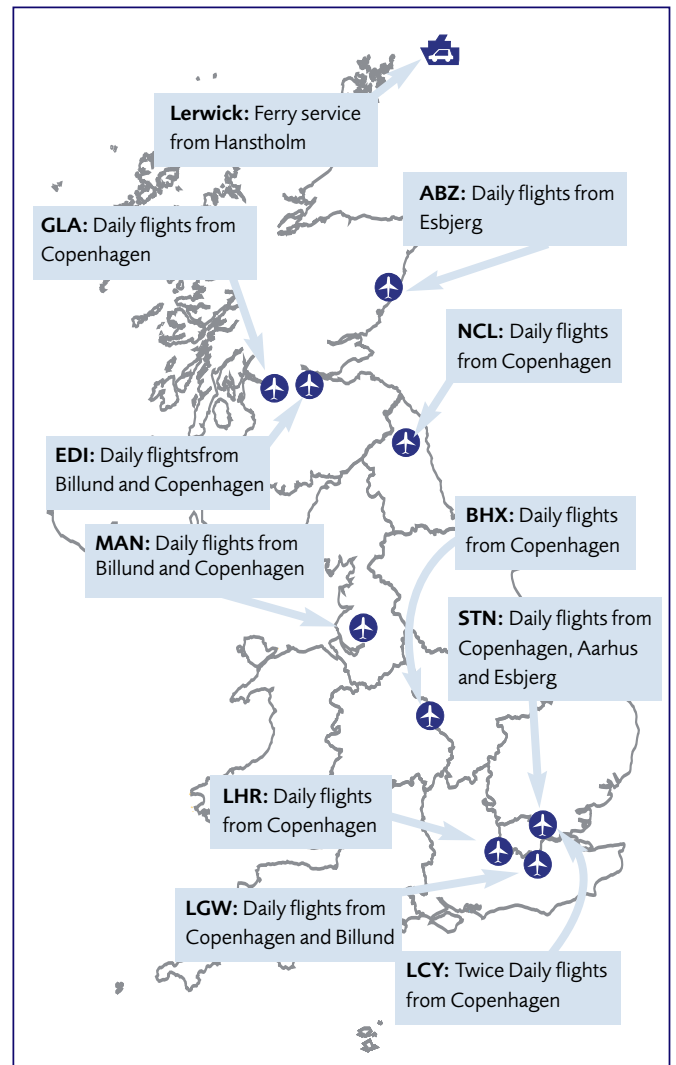 Lerwick: Ferry service
from Hanstholm
ABZ: Daily flights from
Esbjerg
GLA: Daily flights from
Copenhagen
NCL: Daily flights
from Copenhagen
EDI: Daily flightsfrom
Billund and Copenhagen
BHX: Daily flights
from Copenhagen
MAN: Daily flights from
Billund and Copenhagen
STN: Daily flights from
Copenhagen, Aarhus
and Esbjerg
LHR: Daily flights
from Copenhagen
LGW: Daily flights from
Copenhagen and Billund
LCY: Twice Daily flights
from Copenhagen